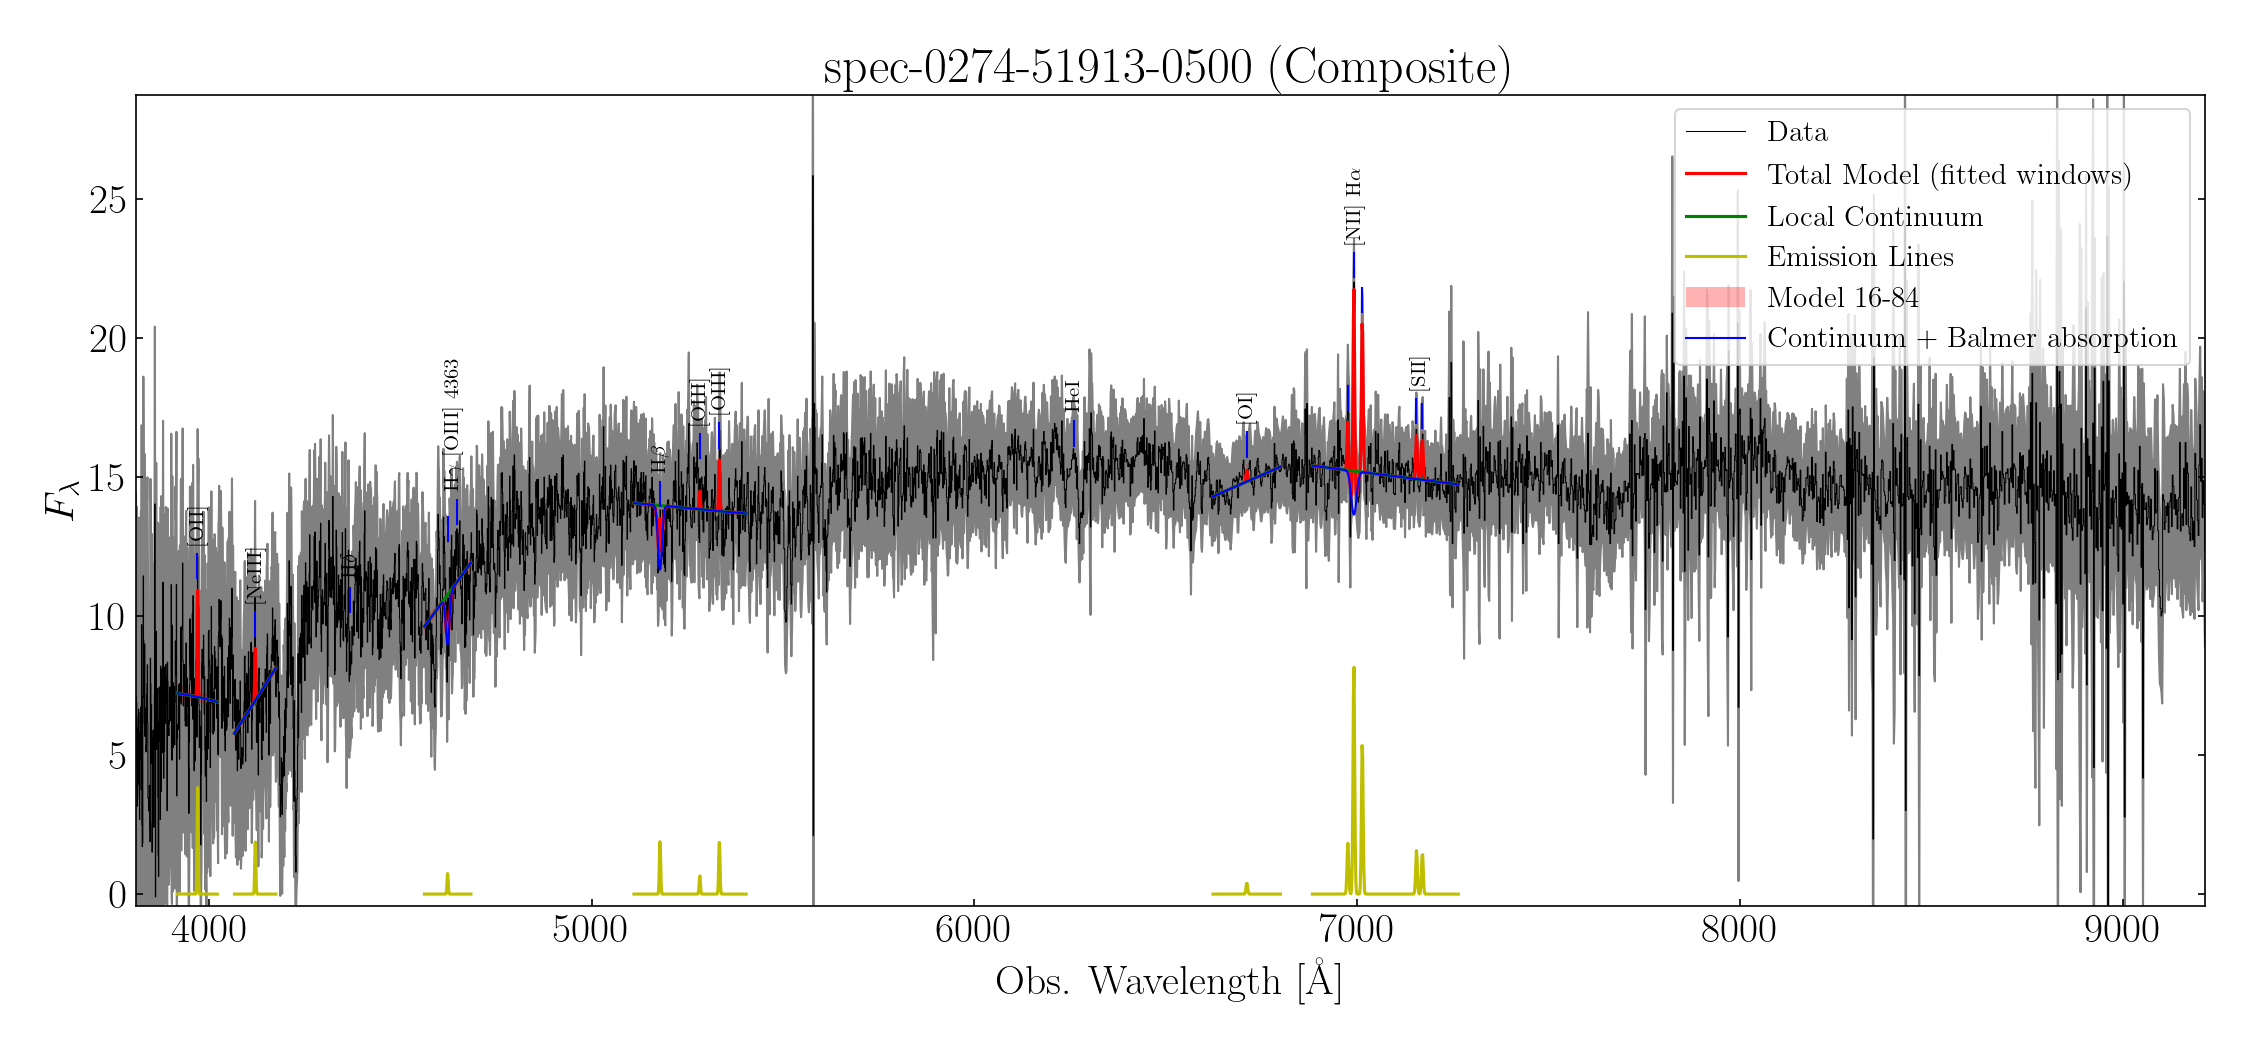 spec-0274-51913-0500 (Composite)
Data
Total Model (fitted windows)
Local Continuum
Emission Lines
Model 16-84
Continuum + Balmer absorption
[OII]
[NeIII]
Hδ
Hγ [OIII] 4363
Hβ
[OIII]
[OIII]
HeI
[OI]
[NII] Hα
[SII]
Fλ
25
20
15
10
5
0
4000
5000
6000
7000
8000
9000
Obs. Wavelength [Å]